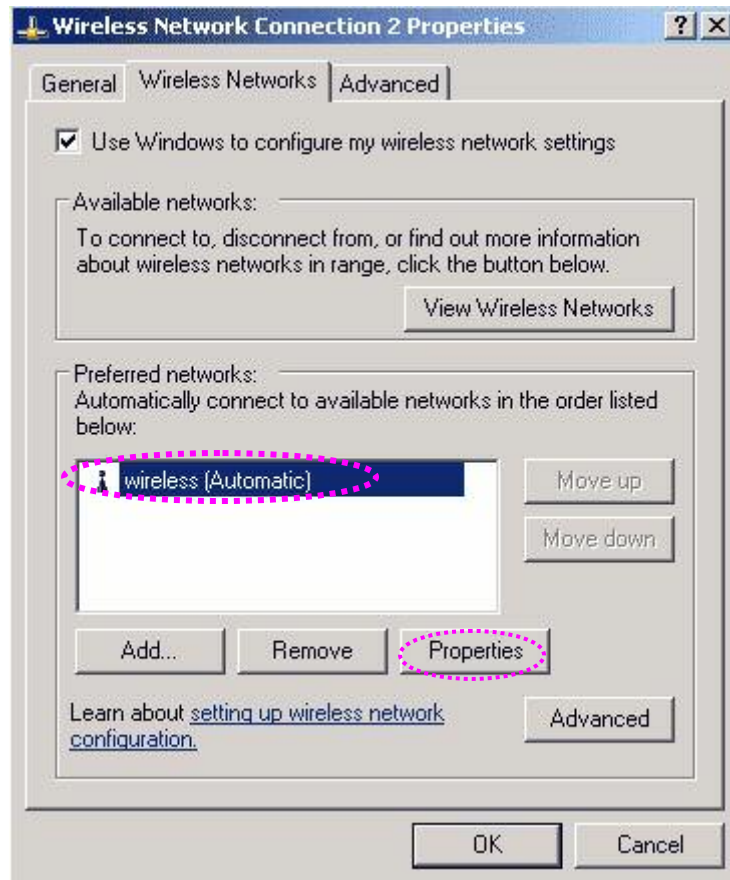 Wireless Network Connection 2 Properties
General Wireless Networks Advanced
Use Windows to configure my wireless network settings
Available networks:
To connect to, disconnect from, or find out more information
about wireless networks in range, click the button below.
View Wireless Networks
Preferred networks:
Automatically connect to available networks in the order listed
below:
wireless (Automatic)
Move up
Move down
Add... Remove Properties
Learn about setting up wireless network
configuration.
Advanced
OK Cancel